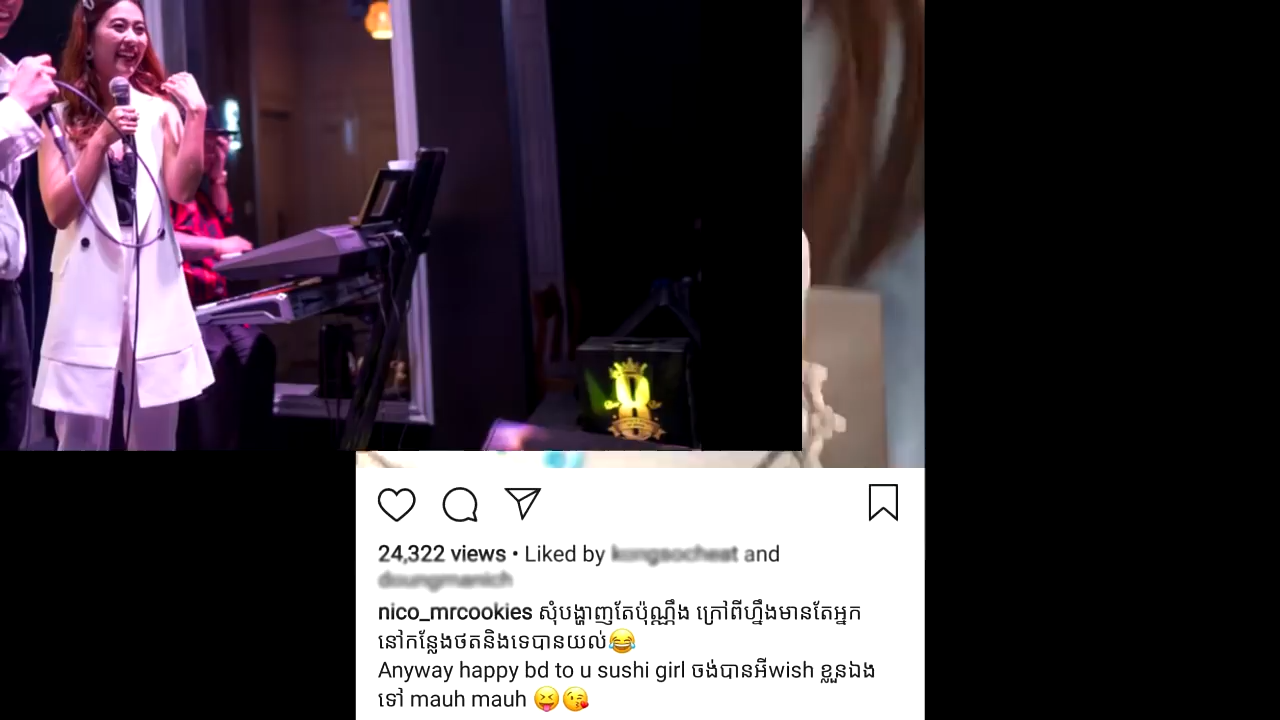 24,322 views • Liked by and
nico_mrcookies សុំបង្ហាញតែប៉ុណ្ណឹង ក្រៅពីហ្នឹងមានតែអ្នក
នៅកន្លែងថតនិងទេបានយល់😂
Anyway happy bd to u sushi girl ចង់បានអីwish ខ្លួនឯង
ទៅ mauh mauh 😝😘